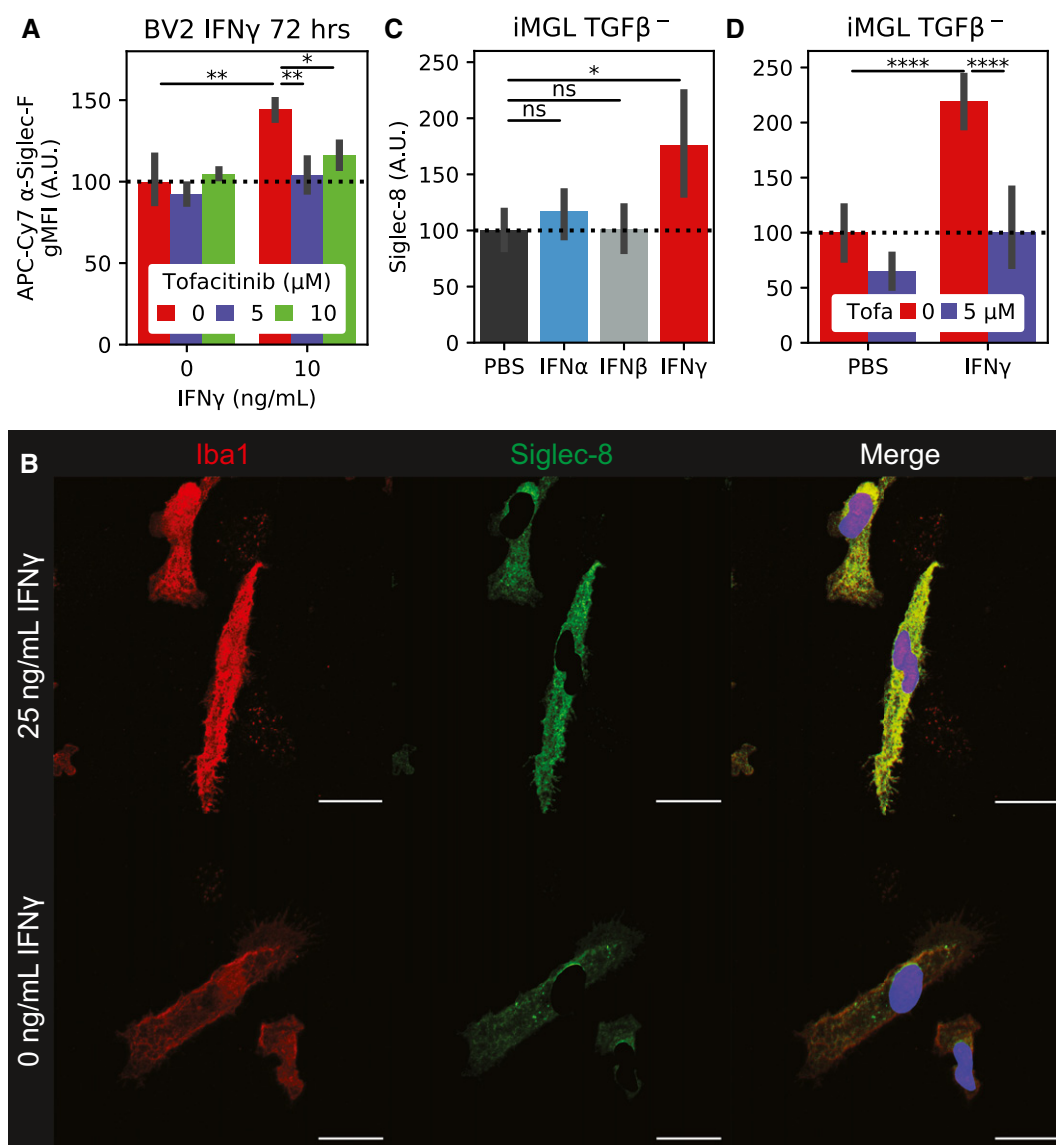 A
BV2 IFNγ 72 hrs
APC-Cy7 α-Siglec-F
gMFI (A.U.)
150
100
50
0
**
**
*
Tofacitinib (μM)
0 5 10
0 10
IFNγ (ng/mL)
C
iMGL TGFβ⁻
Siglec-8 (A.U.)
250
200
150
100
50
0
*
ns
ns
PBS IFNα IFNβ IFNγ
D
iMGL TGFβ⁻
250
200
150
100
50
0
**** ****
Tofa 0 5 μM
PBS IFNγ
B
Iba1 Siglec-8 Merge
25 ng/mL IFNγ
0 ng/mL IFNγ